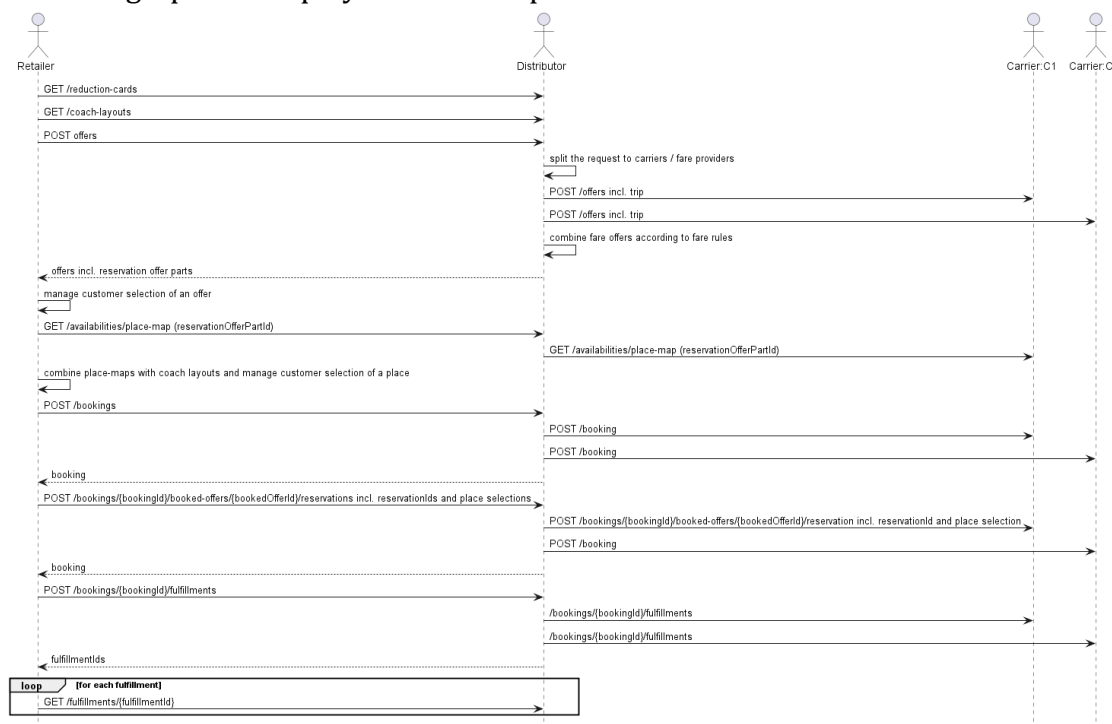 Retailer
Distributor
Carrier:C1
Carrier:C
GET /reduction-cards
GET /coach-layouts
POST offers
split the request to carriers / fare providers
POST /offers incl. trip
POST /offers incl. trip
combine fare offers according to fare rules
offers incl. reservation offer parts
manage customer selection of an offer
GET /availabilities/place-map (reservationOfferPartId)
GET /availabilities/place-map (reservationOfferPartId)
combine place-maps with coach layouts and manage customer selection of a place
POST /bookings
POST /booking
POST /booking
booking
POST /bookings/{bookingId}/booked-offers/{bookedOfferId}/reservations incl. reservationIds and place selections
POST /bookings/{bookingId}/booked-offers/{bookedOfferId}/reservation incl. reservationId and place selection
POST /booking
booking
POST /bookings/{bookingId}/fulfillments
/bookings/{bookingId}/fulfillments
/bookings/{bookingId}/fulfillments
fulfillmentIds
loop [for each fulfillment]
GET /fulfillments/{fulfillmentId}